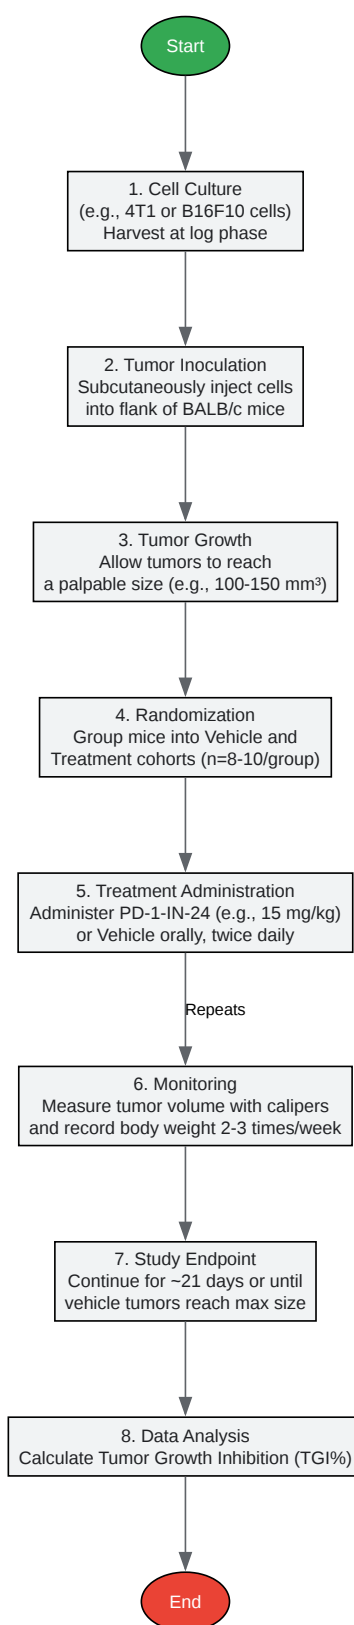 Start
1. Cell Culture
(e.g., 4T1 or B16F10 cells)
Harvest at log phase
2. Tumor Inoculation
Subcutaneously inject cells
into flank of BALB/c mice
3. Tumor Growth
Allow tumors to reach
a palpable size (e.g., 100-150 mm³)
4. Randomization
Group mice into Vehicle and
Treatment cohorts (n=8-10/group)
5. Treatment Administration
Administer PD-1-IN-24 (e.g., 15 mg/kg)
or Vehicle orally, twice daily
Repeats
6. Monitoring
Measure tumor volume with calipers
and record body weight 2-3 times/week
7. Study Endpoint
Continue for ~21 days or until
vehicle tumors reach max size
8. Data Analysis
Calculate Tumor Growth Inhibition (TGI%)
End